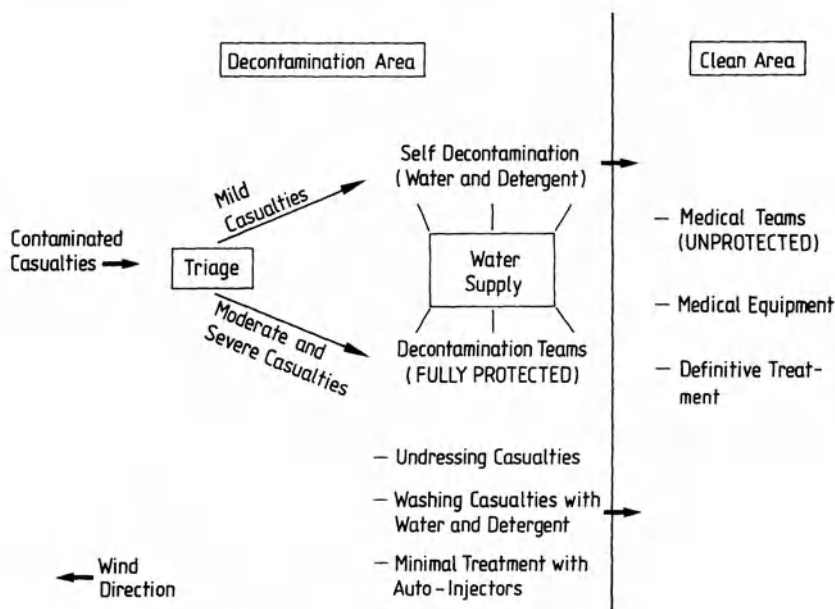 Decontamination Area
Clean Area
Contaminated
Casualties
Triage
Mild
Casualties
Moderate and
Severe Casualties
Self Decontamination
(Water and Detergent)
Water
Supply
Decontamination Teams
(FULLY PROTECTED)
— Undressing Casualties
— Washing Casualties with
Water and Detergent
— Minimal Treatment with
Auto-Injectors
— Medical Teams
(UNPROTECTED)
— Medical Equipment
— Definitive Treat-
ment
Wind
Direction